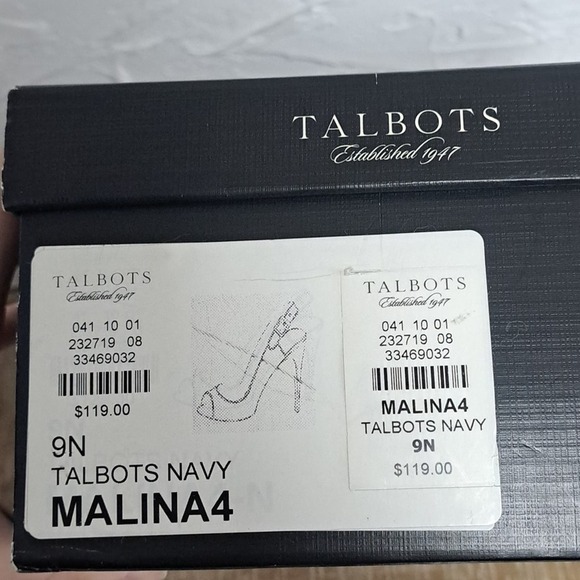 TALBOTS
Established 1947
TALBOTS
Established 1947
041 10 01
232719 08
33469032
$119.00
9N
TALBOTS NAVY
MALINA4
TALBOTS
Established 1947
041 10 01
232719 08
33469032
MALINA4
TALBOTS NAVY
9N
$119.00